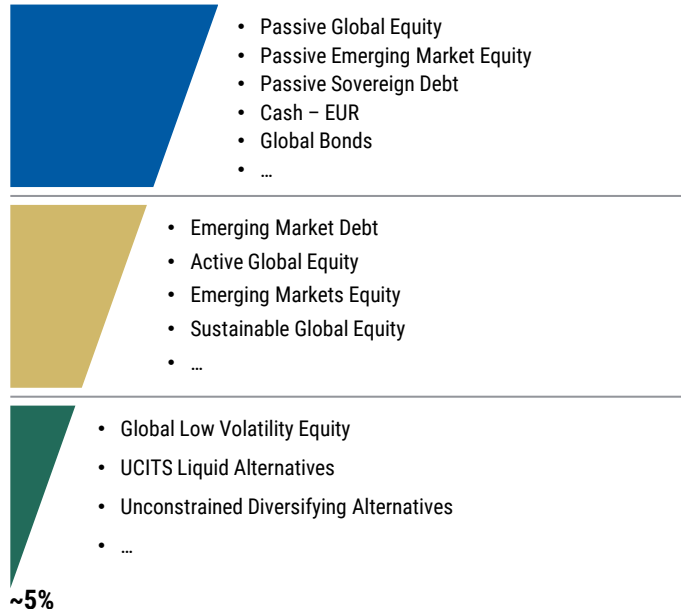 • Passive Global Equity
• Passive Emerging Market Equity
• Passive Sovereign Debt
• Cash – EUR
• Global Bonds
• …
• Emerging Market Debt
• Active Global Equity
• Emerging Markets Equity
• Sustainable Global Equity
• …
• Global Low Volatility Equity
• UCITS Liquid Alternatives
• Unconstrained Diversifying Alternatives
• …
~5%